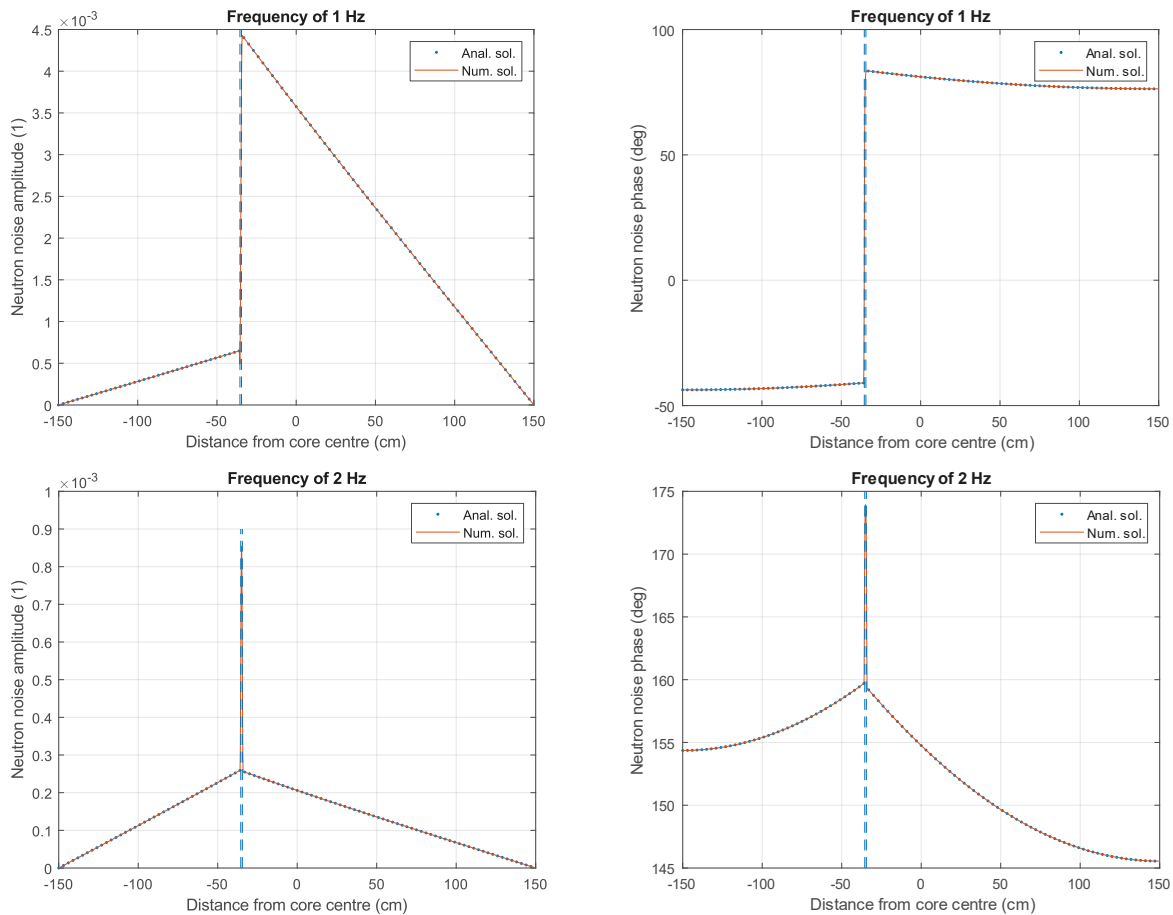 Frequency of 1 Hz
×10^-3
4.5
4
3.5
3
2.5
2
1.5
1
0.5
0
-150 -100 -50 0 50 100 150
Neutron noise amplitude (1)
Distance from core centre (cm)
Anal. sol.
Num. sol.
Frequency of 1 Hz
100
50
0
-50
-150 -100 -50 0 50 100 150
Neutron noise phase (deg)
Distance from core centre (cm)
Anal. sol.
Num. sol.
Frequency of 2 Hz
×10^-3
1
0.9
0.8
0.7
0.6
0.5
0.4
0.3
0.2
0.1
0
-150 -100 -50 0 50 100 150
Neutron noise amplitude (1)
Distance from core centre (cm)
Anal. sol.
Num. sol.
Frequency of 2 Hz
175
170
165
160
155
150
145
-150 -100 -50 0 50 100 150
Neutron noise phase (deg)
Distance from core centre (cm)
Anal. sol.
Num. sol.